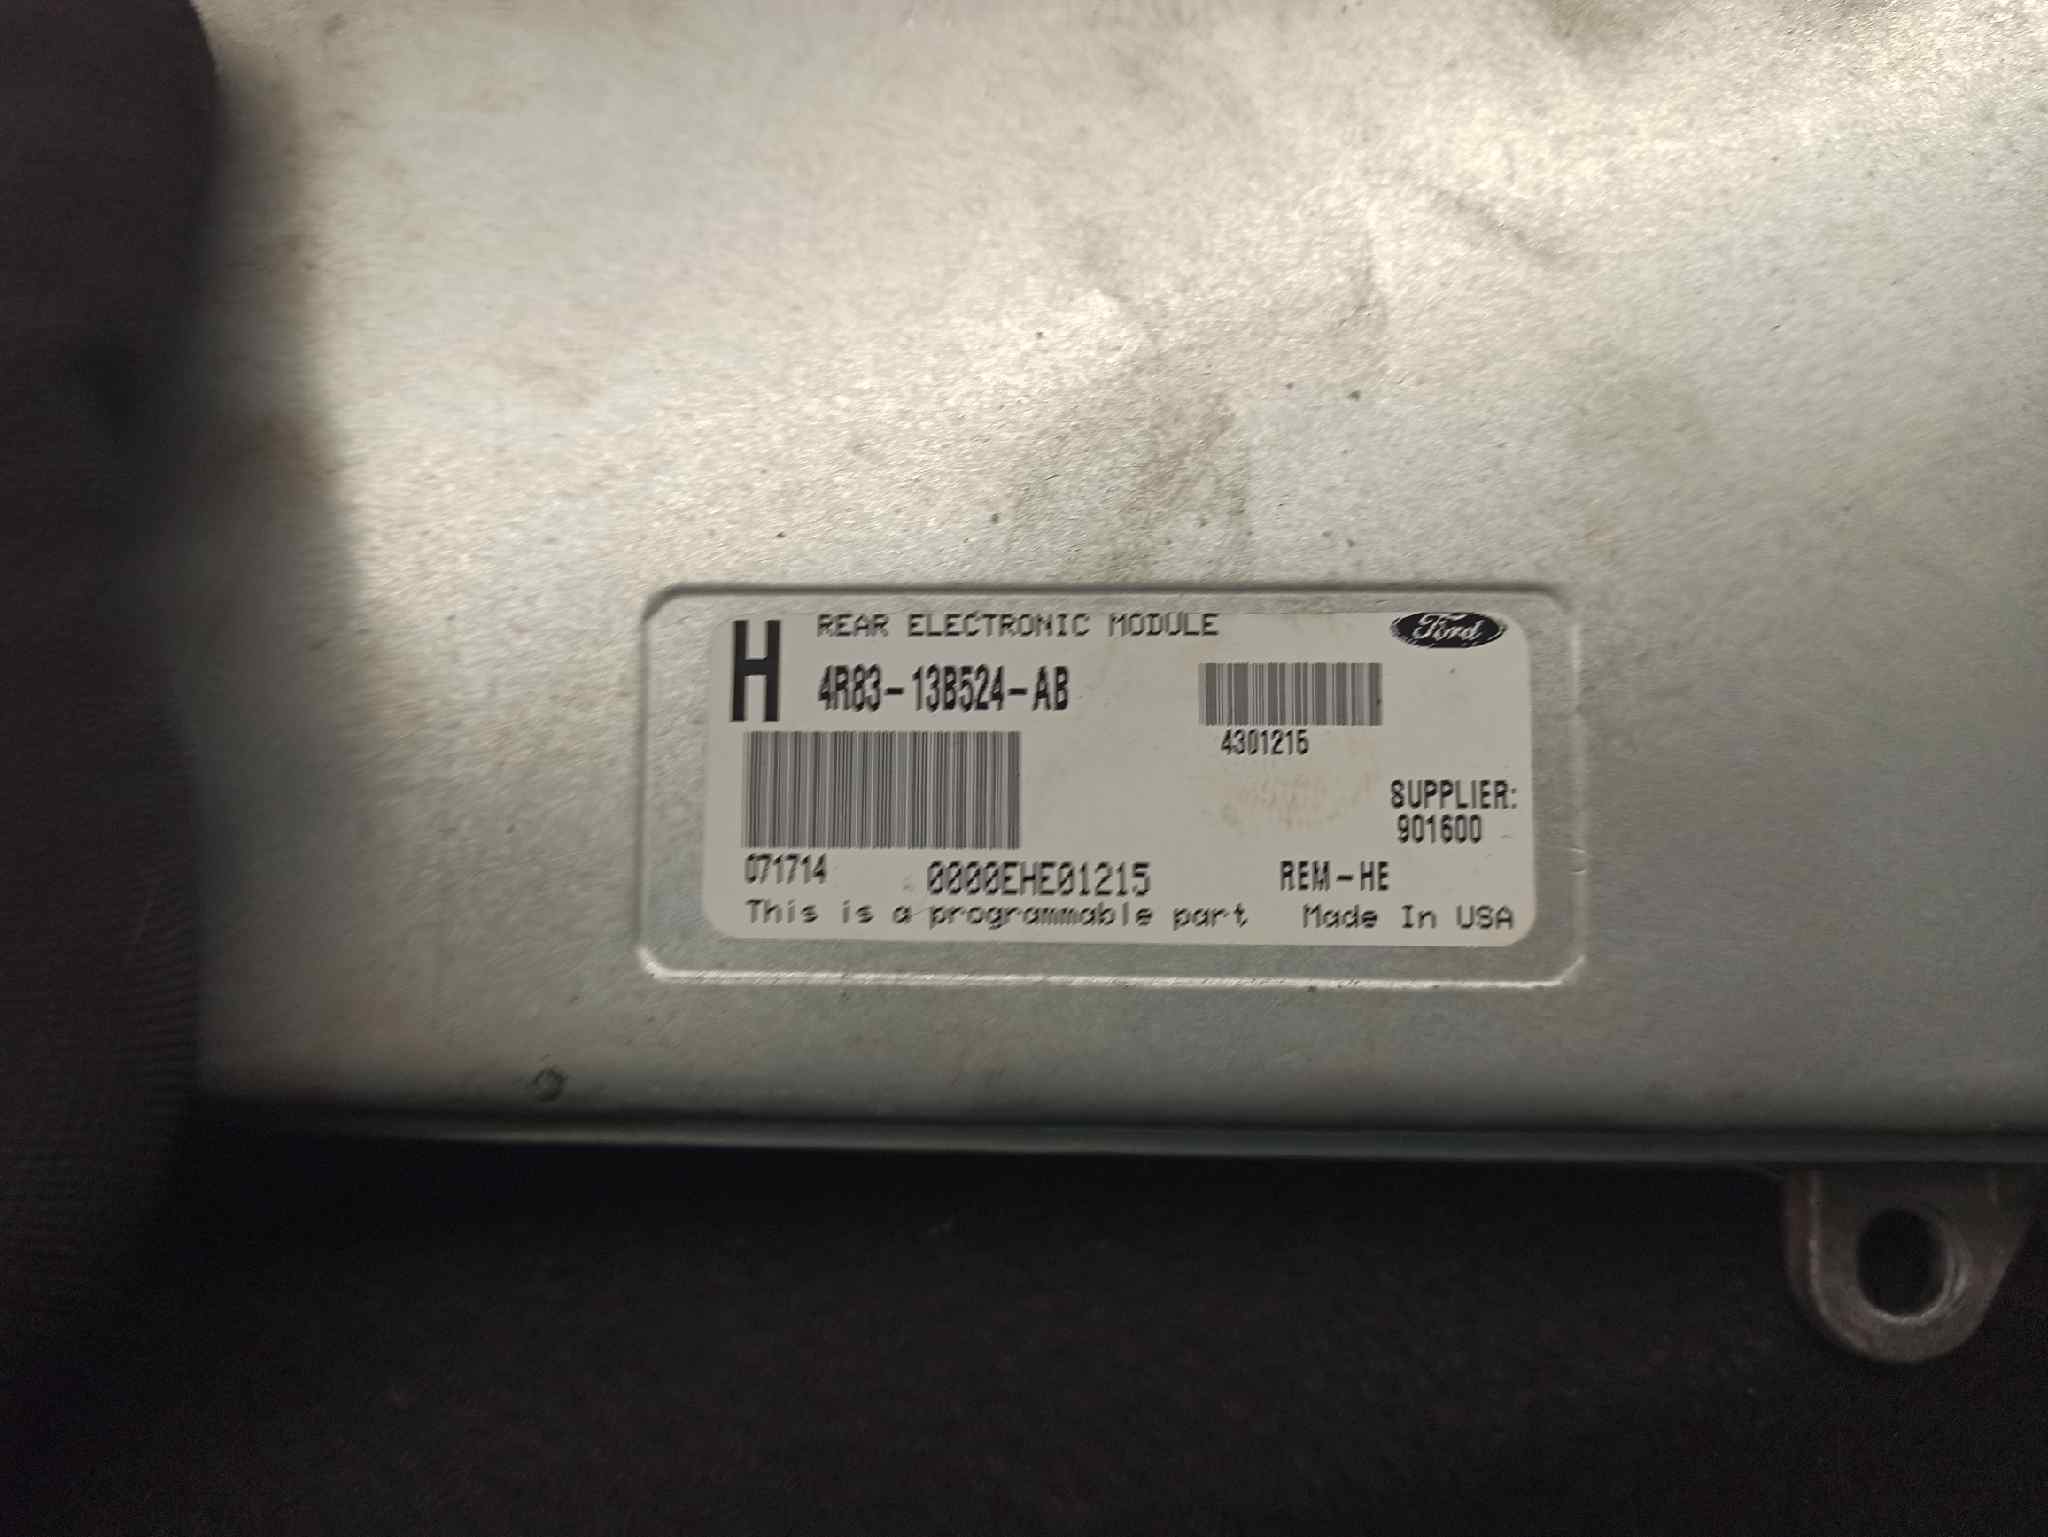 H
REAR ELECTRONIC MODULE
Ford
4R83-13B524-AB
4301215
SUPPLIER:
901600
071714
0000EHE01215
REM-HE
This is a programmable part
Made In USA